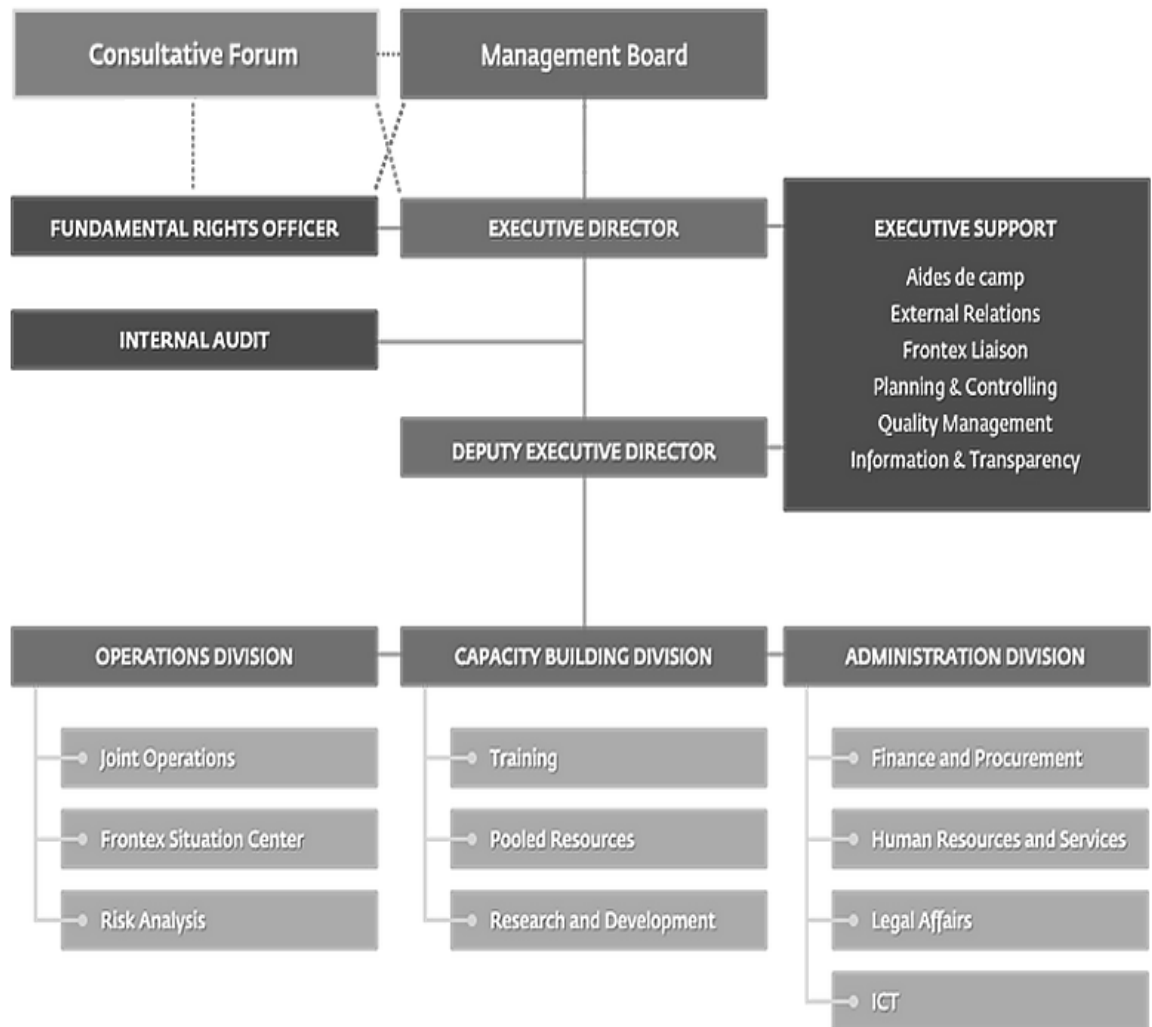 Consultative Forum
Management Board
FUNDAMENTAL RIGHTS OFFICER
EXECUTIVE DIRECTOR
EXECUTIVE SUPPORT
Aides de camp
External Relations
Frontex Liaison
Planning & Controlling
Quality Management
Information & Transparency
INTERNAL AUDIT
DEPUTY EXECUTIVE DIRECTOR
OPERATIONS DIVISION
Joint Operations
Frontex Situation Center
Risk Analysis
CAPACITY BUILDING DIVISION
Training
Pooled Resources
Research and Development
ADMINISTRATION DIVISION
Finance and Procurement
Human Resources and Services
Legal Affairs
ICT